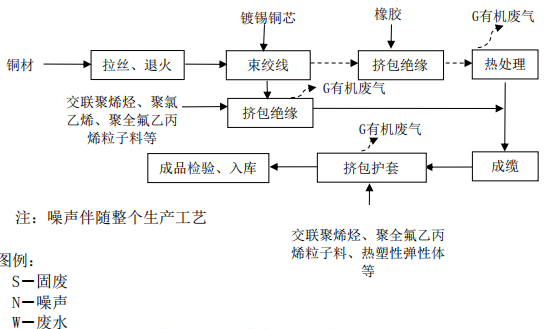 镀锡铜芯
橡胶
G有机废气
铜材
拉丝、退火
束绞线
挤包绝缘
热处理
G有机废气
交联聚烯烃、聚氯
乙烯、聚全氟乙丙
烯粒子料等
挤包绝缘
G有机废气
成品检验、入库
挤包护套
成缆
注：噪声伴随整个生产工艺
交联聚烯烃、聚全氟乙丙
烯粒子料、热塑性弹性体
等
图例：
S—固废
N—噪声
W—废水